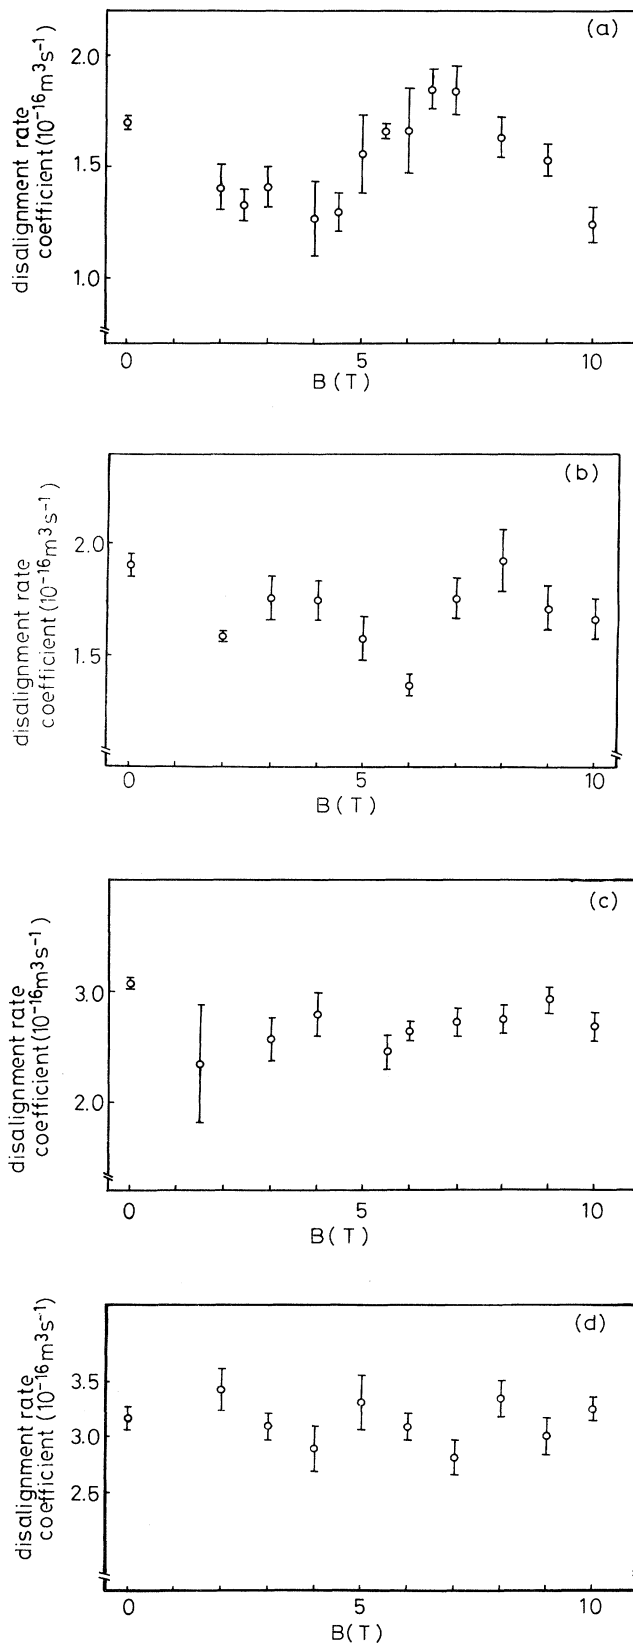 (a)
disalignment rate
coefficient(10⁻¹⁶m³s⁻¹)
2.0
1.5
1.0
0 5 10
B(T)
(b)
disalignment rate
coefficient(10⁻¹⁶m³s⁻¹)
2.0
1.5
0 5 10
B(T)
(c)
disalignment rate
coefficient(10⁻¹⁶m³s⁻¹)
3.0
2.0
0 5 10
B(T)
(d)
disalignment rate
coefficient (10⁻¹⁶m³s⁻¹)
3.5
3.0
2.5
0 5 10
B(T)